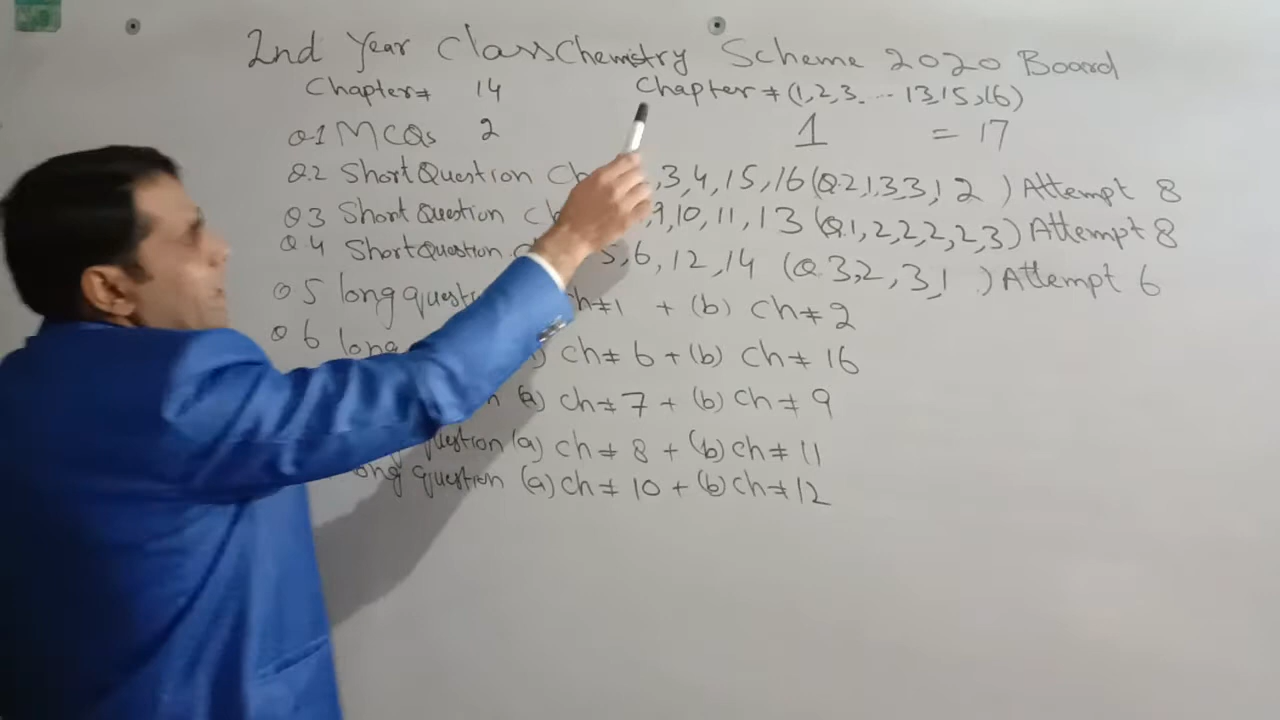 2nd Year Class Chemistry Scheme 2020 Board
Chapter≠ 14 Chapter≠(1,2,3....13,15,16)
Q1 MCQs 2 1 = 17
Q.2 Short Question Ch ,3,4,15,16(Q.2,1,3,3,1 2 ) Attempt 8
Q3 Short Question Ch 9,10,11,13 (Q.1,2,2,2,2,3) Attempt 8
Q.4 Short Question 5,6,12,14 (Q.3,2,3,1 ) Attempt 6
Q5 long ch≠1 + (b) Ch≠2
Q6 long ) ch≠6 + (b) Ch≠16
(a) ch≠7 + (b) Ch≠9
question (a) ch≠8 + (b) Ch≠11
long question (a) Ch≠10 + (b) Ch≠12